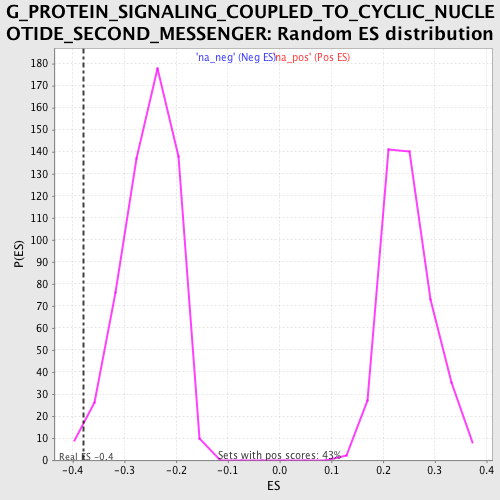 G_PROTEIN_SIGNALING_COUPLED_TO_CYCLIC_NUCLE
OTIDE_SECOND_MESSENGER: Random ES distribution
'na_neg' (Neg ES) 'na_pos' (Pos ES)
180
170
160
150
140
130
120
110
100
90
80
70
60
50
40
30
20
10
0
P(ES)
Real ES -0.4
Sets with pos scores: 43%
-0.4 -0.3 -0.2 -0.1 0.0 0.1 0.2 0.3 0.4
ES